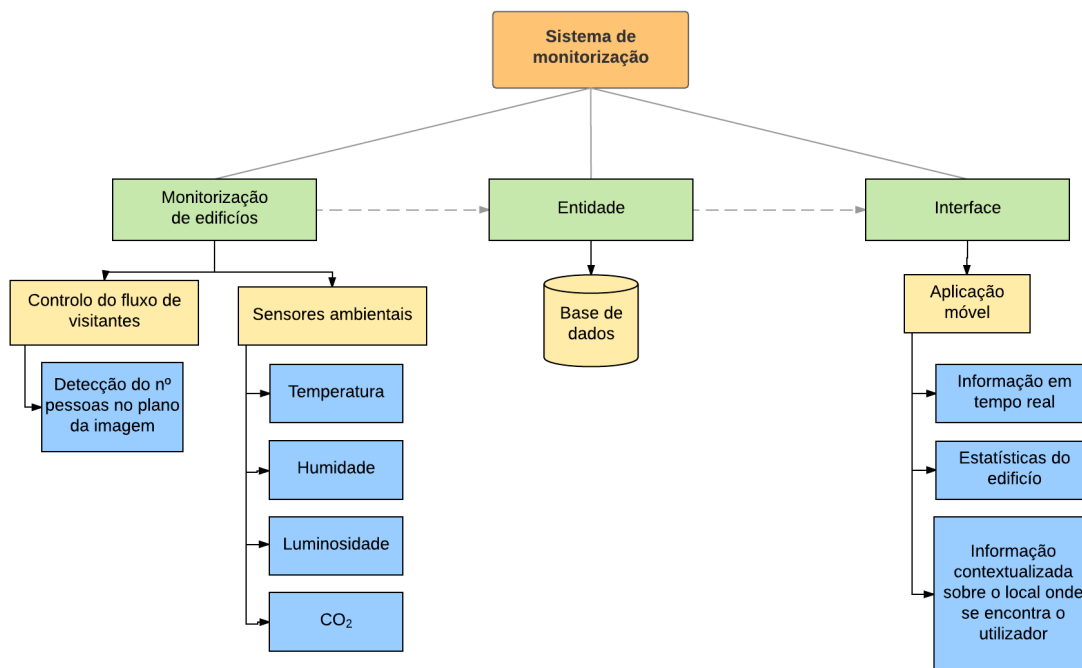 Sistema de
monitorização
Monitorização
de edificíos
Entidade
Interface
Controlo do fluxo de
visitantes
Sensores ambientais
Base de
dados
Aplicação
móvel
Detecção do nº
pessoas no plano
da imagem
Temperatura
Humidade
Luminosidade
CO₂
Informação em
tempo real
Estatísticas do
edificío
Informação
contextualizada
sobre o local onde
se encontra o
utilizador